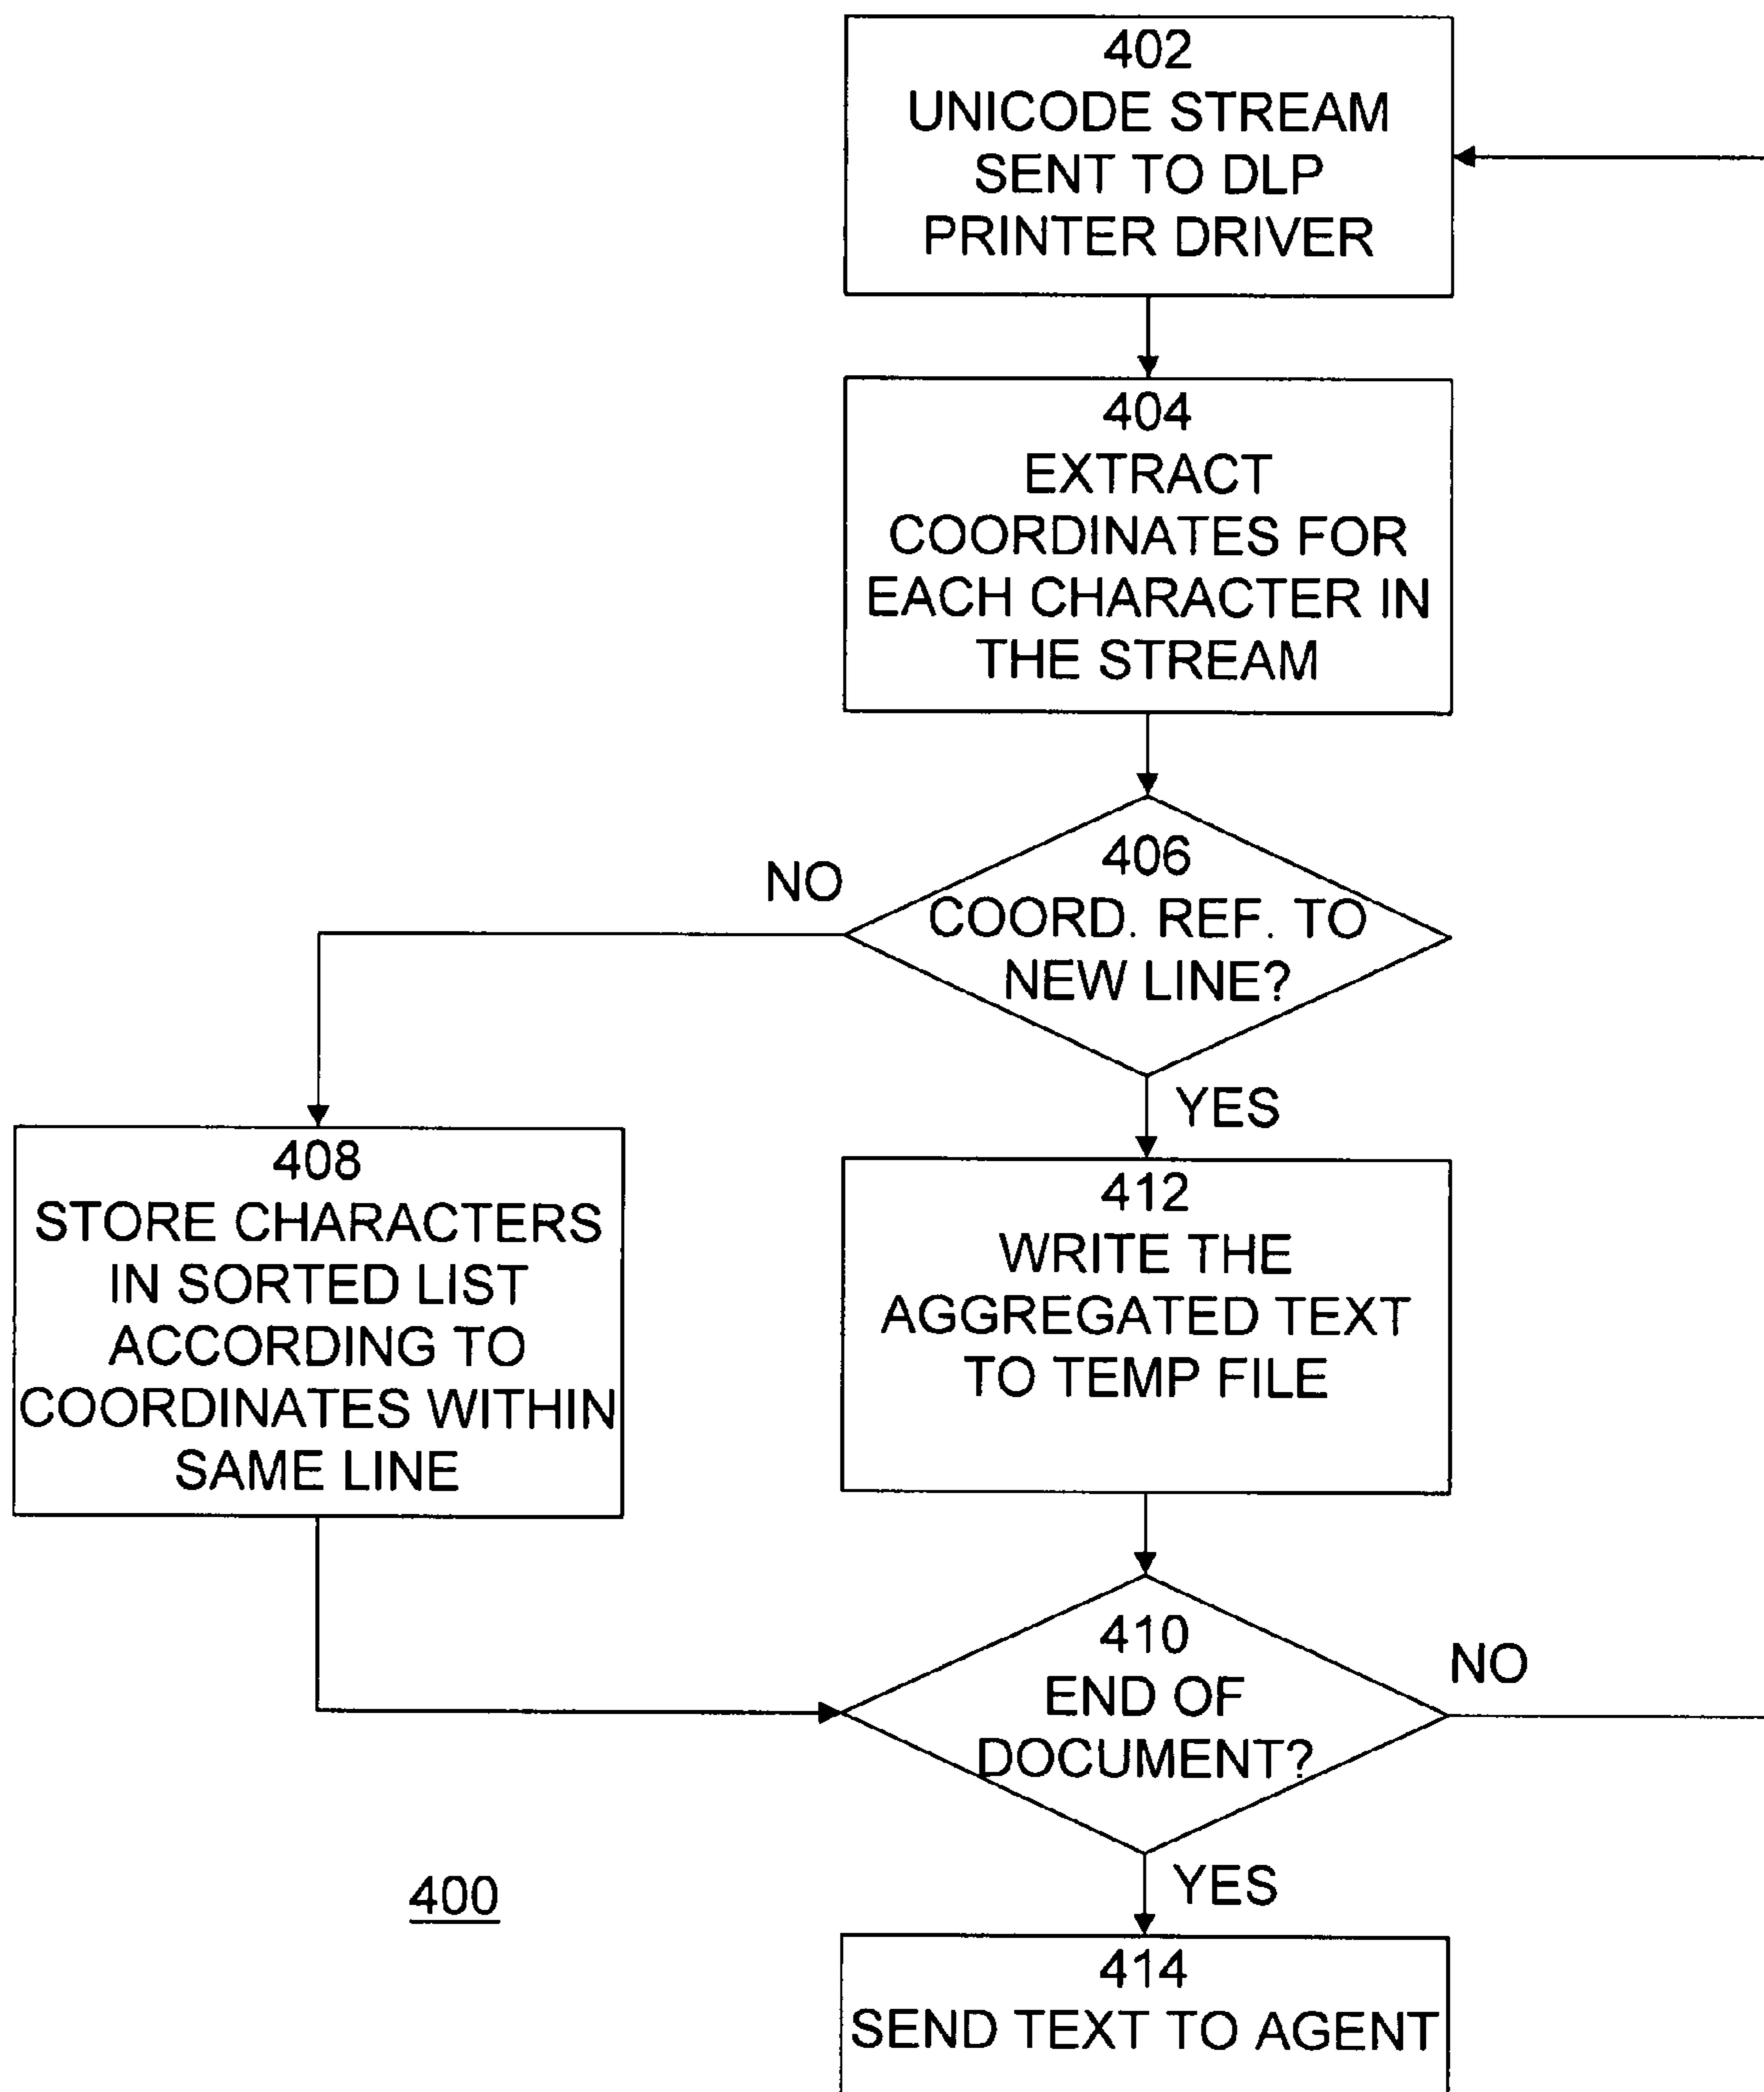 402
UNICODE STREAM
SENT TO DLP
PRINTER DRIVER
404
EXTRACT
COORDINATES FOR
EACH CHARACTER IN
THE STREAM
406
COORD. REF. TO
NEW LINE?
NO
YES
408
STORE CHARACTERS
IN SORTED LIST
ACCORDING TO
COORDINATES WITHIN
SAME LINE
412
WRITE THE
AGGREGATED TEXT
TO TEMP FILE
410
END OF
DOCUMENT?
NO
YES
400
414
SEND TEXT TO AGENT